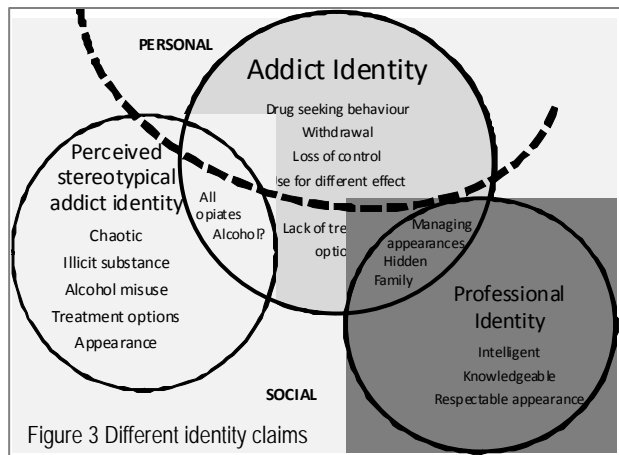 PERSONAL
Addict Identity
Drug seeking behaviour
Withdrawal
Loss of control
for different effect
Lack of
Perceived
stereotypical
addict identity
Chaotic
Illicit substance
Alcohol misuse
Treatment options
Appearance
All
opiates
Alcohol?
Managing
appearances
Hidden
Family
Professional
Identity
Intelligent
Knowledgeable
Respectable appearance
SOCIAL
Figure 3 Different identity claims